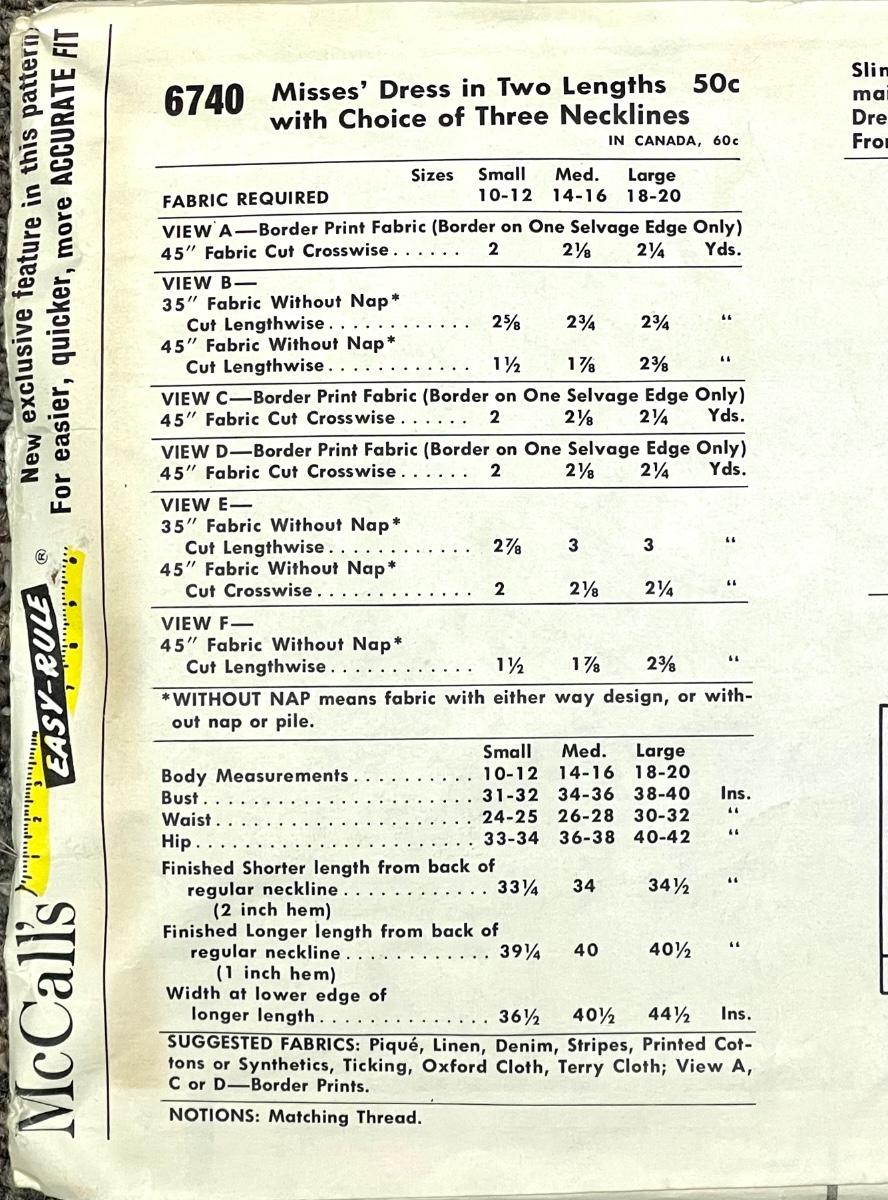 New exclusive feature in this pattern
For easier, quicker, more ACCURATE FIT
EASY-RULE ®
1 2 3
7 8 9
McCall's
6740 Misses' Dress in Two Lengths 50c
with Choice of Three Necklines
IN CANADA, 60c
Sizes Small Med. Large
FABRIC REQUIRED 10-12 14-16 18-20
VIEW A—Border Print Fabric (Border on One Selvage Edge Only)
45" Fabric Cut Crosswise...... 2 2⅛ 2¼ Yds.
VIEW B—
35" Fabric Without Nap*
Cut Lengthwise............ 2⅝ 2¾ 2¾ "
45" Fabric Without Nap*
Cut Lengthwise............ 1½ 1⅞ 2⅜ "
VIEW C—Border Print Fabric (Border on One Selvage Edge Only)
45" Fabric Cut Crosswise...... 2 2⅛ 2¼ Yds.
VIEW D—Border Print Fabric (Border on One Selvage Edge Only)
45" Fabric Cut Crosswise...... 2 2⅛ 2¼ Yds.
VIEW E—
35" Fabric Without Nap*
Cut Lengthwise............ 2⅞ 3 3 "
45" Fabric Without Nap*
Cut Crosswise............. 2 2⅛ 2¼ "
VIEW F—
45" Fabric Without Nap*
Cut Lengthwise............ 1½ 1⅞ 2⅜ "
*WITHOUT NAP means fabric with either way design, or with-
out nap or pile.
Small Med. Large
Body Measurements.......... 10-12 14-16 18-20
Bust....................... 31-32 34-36 38-40 Ins.
Waist...................... 24-25 26-28 30-32 "
Hip........................ 33-34 36-38 40-42 "
Finished Shorter length from back of
regular neckline............ 33¼ 34 34½ "
(2 inch hem)
Finished Longer length from back of
regular neckline............ 39¼ 40 40½ "
(1 inch hem)
Width at lower edge of
longer length.............. 36½ 40½ 44½ Ins.
SUGGESTED FABRICS: Piqué, Linen, Denim, Stripes, Printed Cot-
tons or Synthetics, Ticking, Oxford Cloth, Terry Cloth; View A,
C or D—Border Prints.
NOTIONS: Matching Thread.
Slim
mai
Dre
Fro